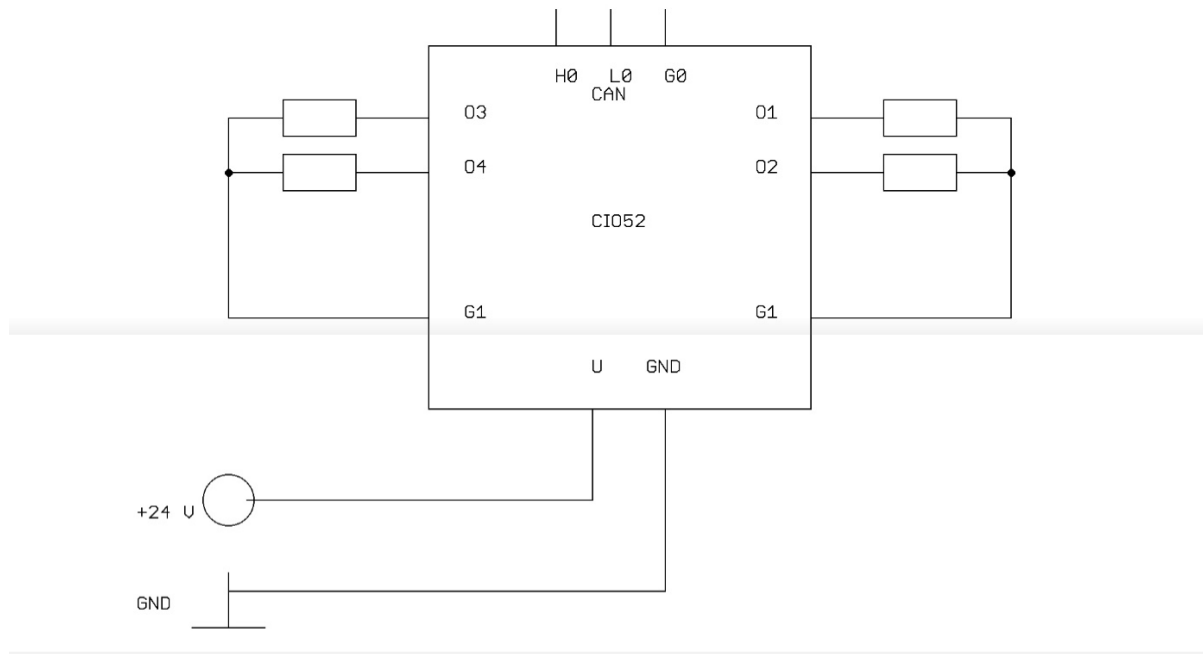 H0 L0 G0
CAN
O3 O1
O4 O2
CIO52
G1 G1
U GND
+24 V
GND